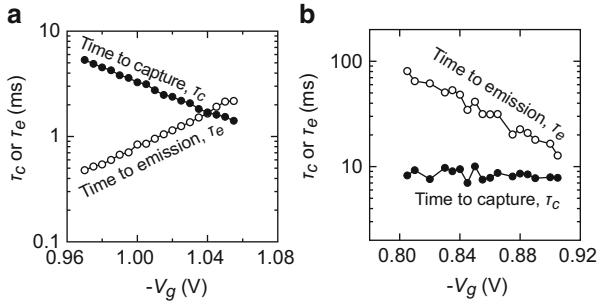 a
10
1
0.1
τc or τe (ms)
Time to capture, τc
Time to emission, τe
0.96 1.00 1.04 1.08
-Vg (V)
b
100
10
τc or τe (ms)
Time to emission, τe
Time to capture, τc
0.80 0.84 0.88 0.92
-Vg (V)